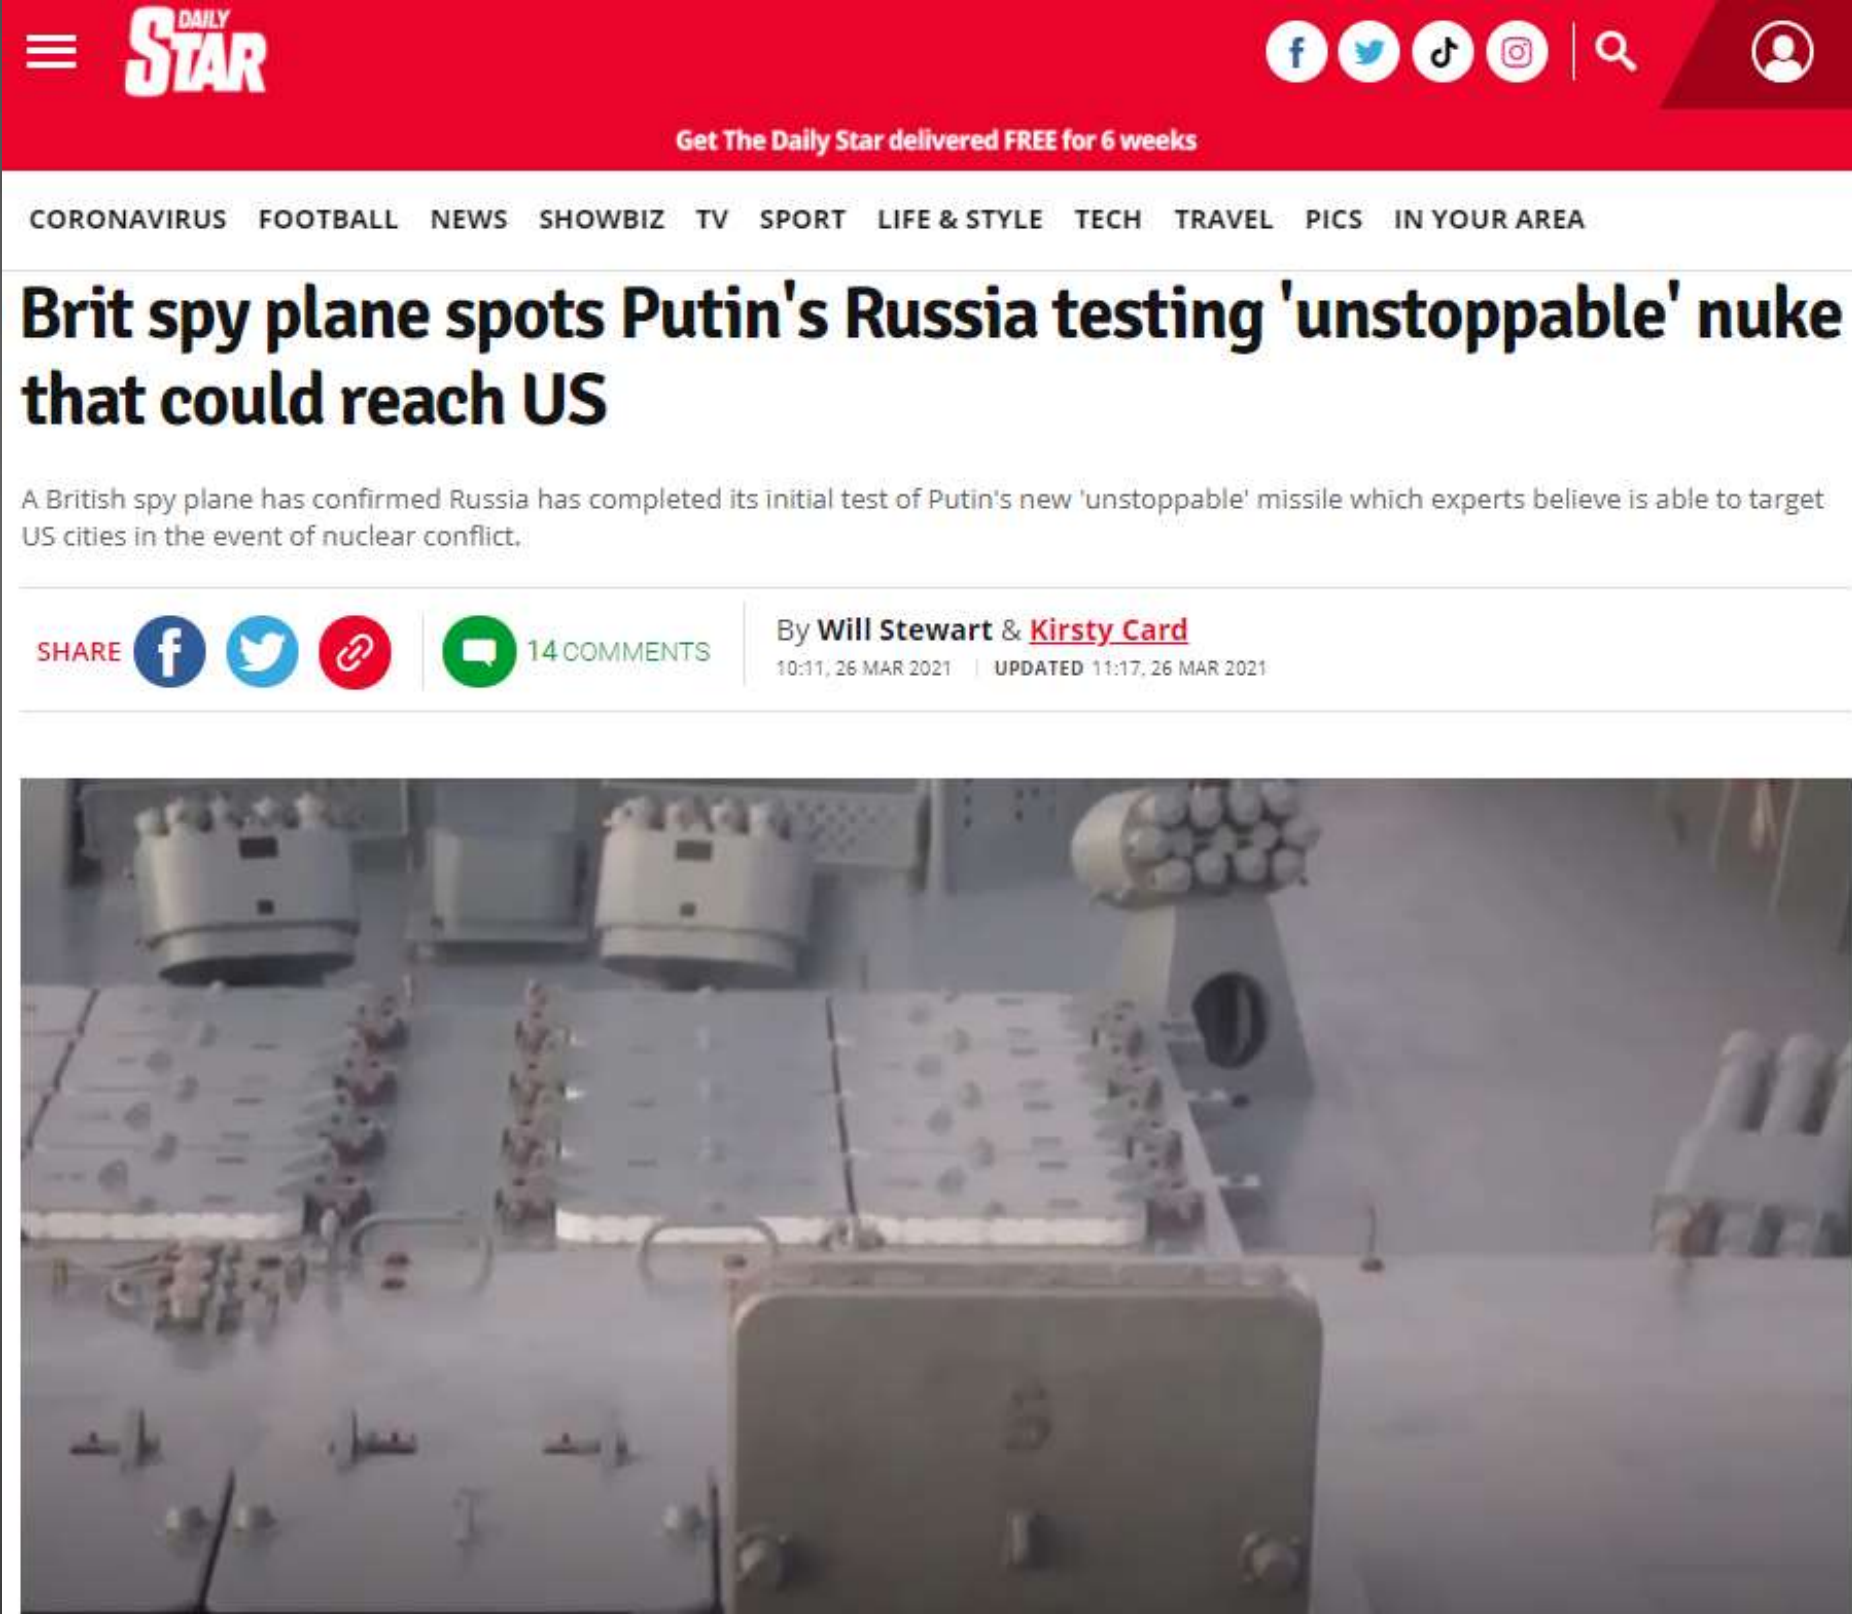 DAILY
STAR
Get The Daily Star delivered FREE for 6 weeks
CORONAVIRUS FOOTBALL NEWS SHOWBIZ TV SPORT LIFE & STYLE TECH TRAVEL PICS IN YOUR AREA
Brit spy plane spots Putin's Russia testing 'unstoppable' nuke
that could reach US
A British spy plane has confirmed Russia has completed its initial test of Putin's new 'unstoppable' missile which experts believe is able to target
US cities in the event of nuclear conflict.
SHARE 14 COMMENTS
By Will Stewart & Kirsty Card
10:11, 26 MAR 2021 UPDATED 11:17, 26 MAR 2021